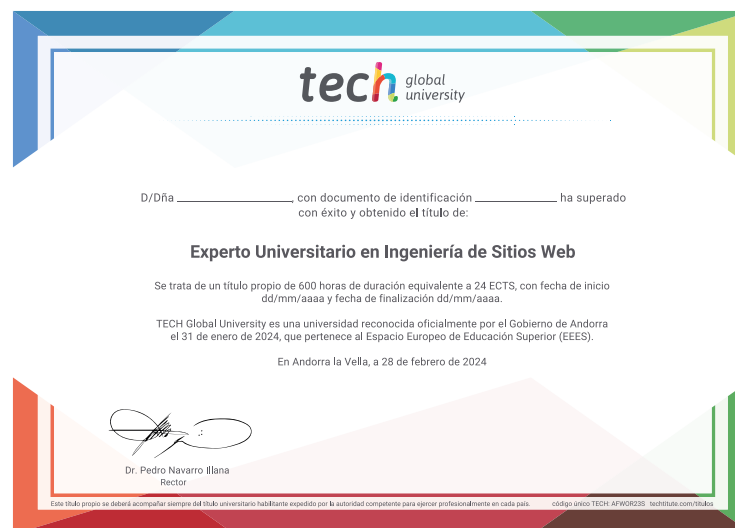 tech global university
D/Dña ______________, con documento de identificación ______________ ha superado
con éxito y obtenido el título de:
Experto Universitario en Ingeniería de Sitios Web
Se trata de un título propio de 600 horas de duración equivalente a 24 ECTS, con fecha de inicio
dd/mm/aaaa y fecha de finalización dd/mm/aaaa.
TECH Global University es una universidad reconocida oficialmente por el Gobierno de Andorra
el 31 de enero de 2024, que pertenece al Espacio Europeo de Educación Superior (EEES).
En Andorra la Vella, a 28 de febrero de 2024
Dr. Pedro Navarro Illana
Rector
Este título propio se deberá acompañar siempre del título universitario habilitante expedido por la autoridad competente para ejercer profesionalmente en cada país. código único TECH: AFWOR23S techtitute.com/titulos